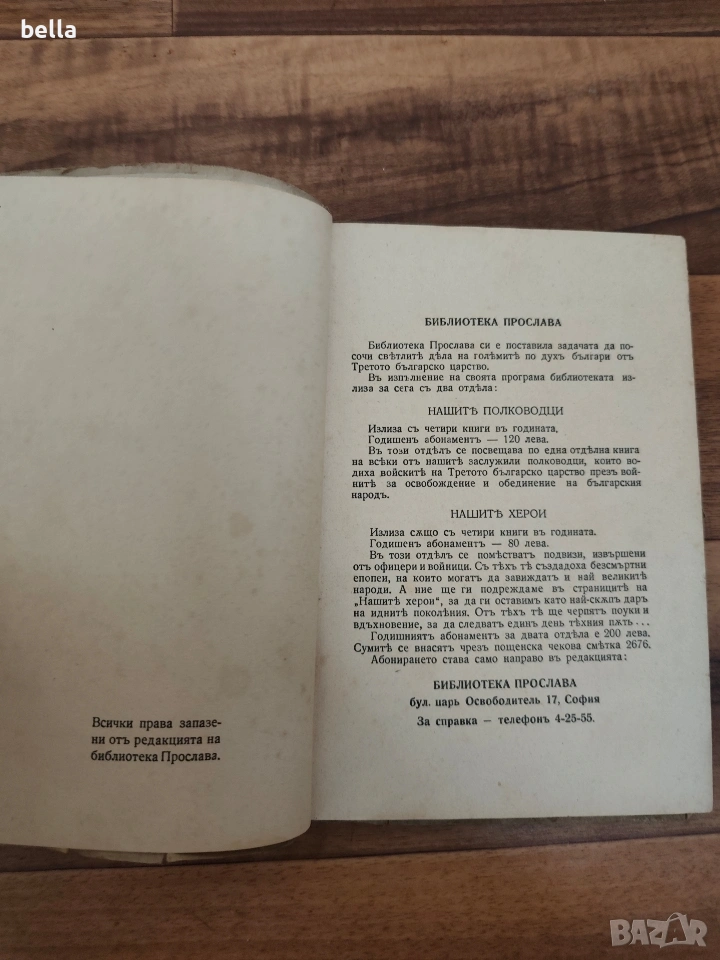 bella
Всички права запазе-
ни отъ редакцията на
библиотека Прослава.
БИБЛИОТЕКА ПРОСЛАВА
Библиотека Прослава си е поставила задачата да по-
сочи свѣтлитѣ дѣла на голѣмитѣ по духъ българи отъ
Третото българско царство.
Въ изпълнение на своята програма библиотеката из-
лиза за сега съ два отдѣла:
НАШИТѢ ПОЛКОВОДЦИ
Излиза съ четири книги въ годината,
Годишенъ абонаментъ — 120 лева.
Въ този отдѣлъ се посвещава по една отдѣлна книга
на всѣки отъ нашитѣ заслужили полководци, които во-
диха войскитѣ на Третото българско царство презъ вой-
нитѣ за освобождение и обединение на българския
народъ.
НАШИТѢ ХЕРОИ
Излиза сѫщо съ четири книги въ годината.
Годишенъ абонаментъ — 80 лева.
Въ този отдѣлъ се помѣстватъ подвизи, извършени
отъ офицери и войници. Съ тѣхъ тѣ създадоха безсмъртни
епопеи, на които могатъ да завиждатъ и най великитѣ
народи. А ние ще ги подреждаме въ страницитѣ на
„Нашитѣ херои“, за да ги оставимъ като най-скѫпъ даръ
на иднитѣ поколѣния. Отъ тѣхъ тѣ ще черпятъ поуки и
вдъхновение, за да следватъ единъ день тѣхния пѫть...
Годишниятъ абонаментъ за двата отдѣла е 200 лева.
Сумитѣ се внасятъ чрезъ пощенска чекова смѣтка 2676.
Абонирането става само направо въ редакцията:
БИБЛИОТЕКА ПРОСЛАВА
бул. царь Освободитель 17, София
За справка — телефонъ 4-25-55.
BAZAR